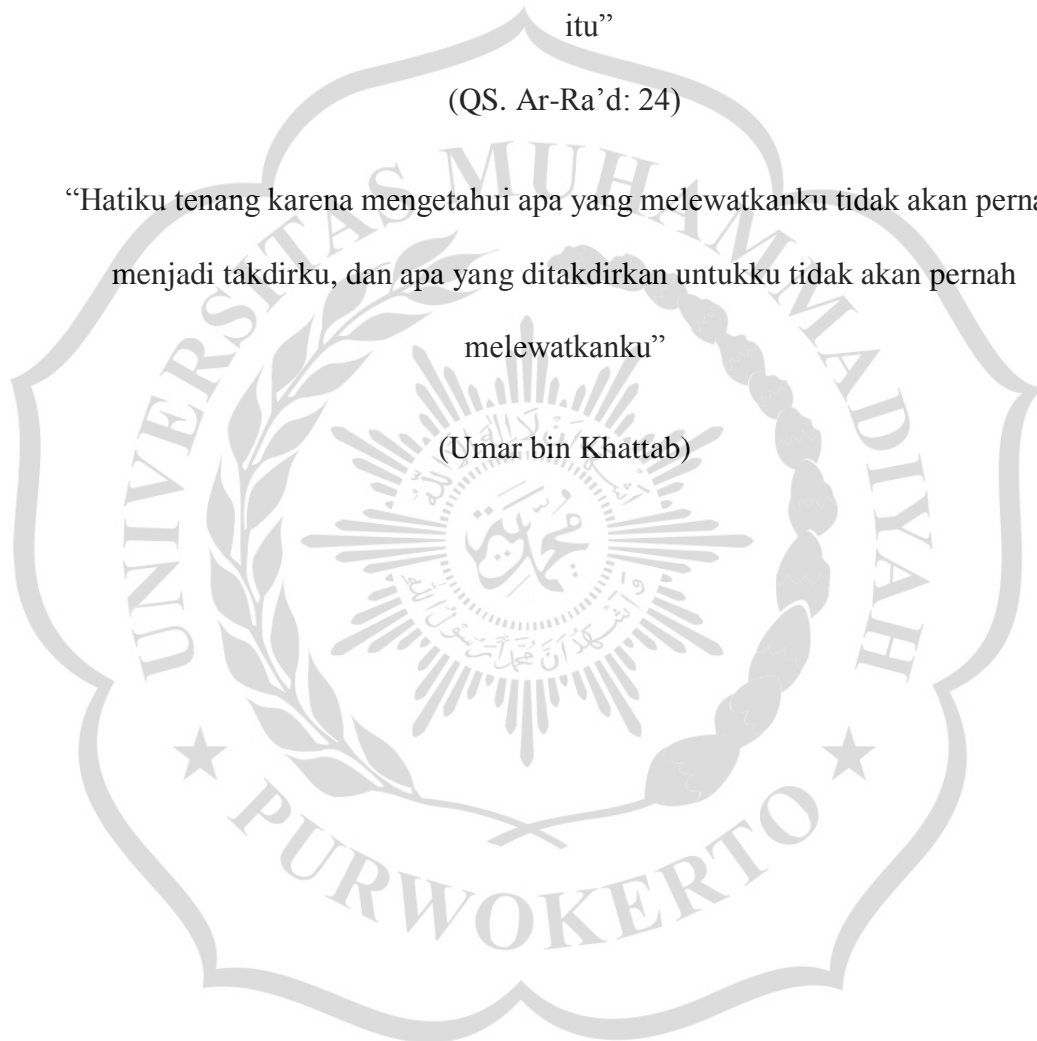 itu”
(QS. Ar-Ra’d: 24)
“Hatiku tenang karena mengetahui apa yang melewatkanku tidak akan perna
menjadi takdirku, dan apa yang ditakdirkan untukku tidak akan pernah
melewatkanku”
(Umar bin Khattab)
UNIVERSITAS MUHAMMADIYAH
PURWOKERTO